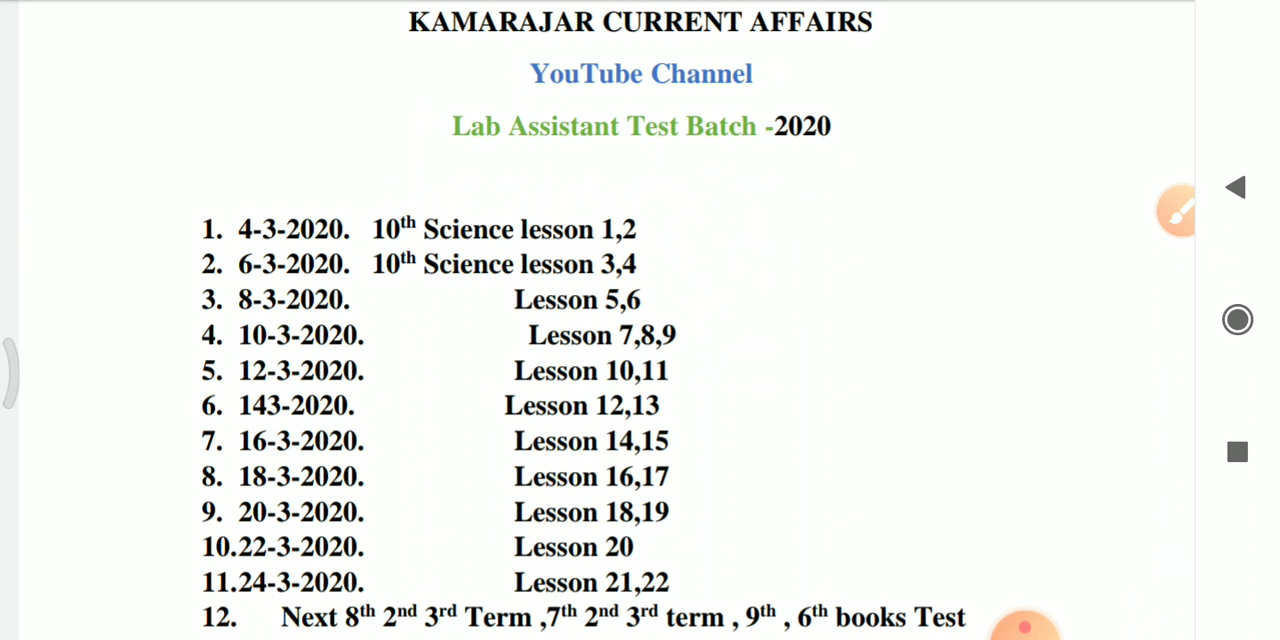 KAMARAJAR CURRENT AFFAIRS
YouTube Channel
Lab Assistant Test Batch -2020
1. 4-3-2020. 10th Science lesson 1,2
2. 6-3-2020. 10th Science lesson 3,4
3. 8-3-2020. Lesson 5,6
4. 10-3-2020. Lesson 7,8,9
5. 12-3-2020. Lesson 10,11
6. 143-2020. Lesson 12,13
7. 16-3-2020. Lesson 14,15
8. 18-3-2020. Lesson 16,17
9. 20-3-2020. Lesson 18,19
10.22-3-2020. Lesson 20
11.24-3-2020. Lesson 21,22
12. Next 8th 2nd 3rd Term ,7th 2nd 3rd term , 9th , 6th books Test